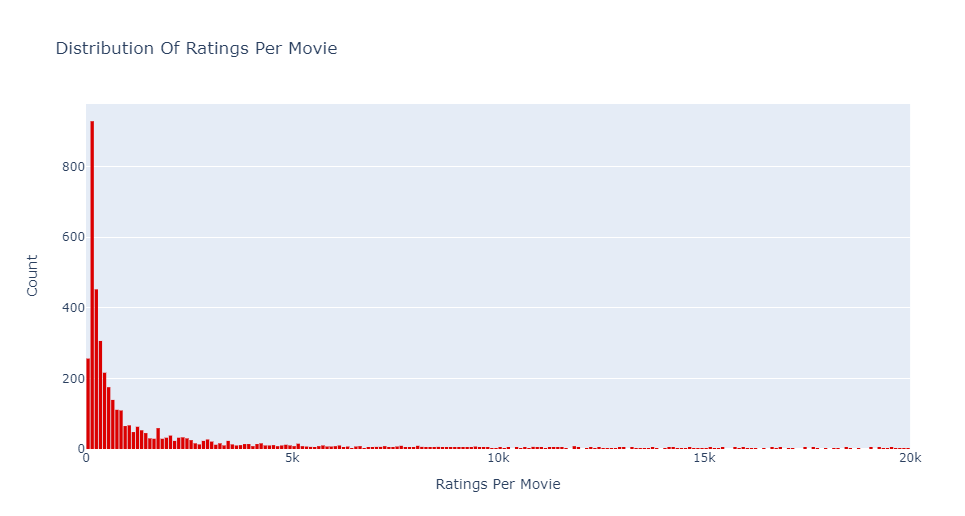 Distribution Of Ratings Per Movie
Count
800
600
400
200
0
0 5k 10k 15k 20k
Ratings Per Movie